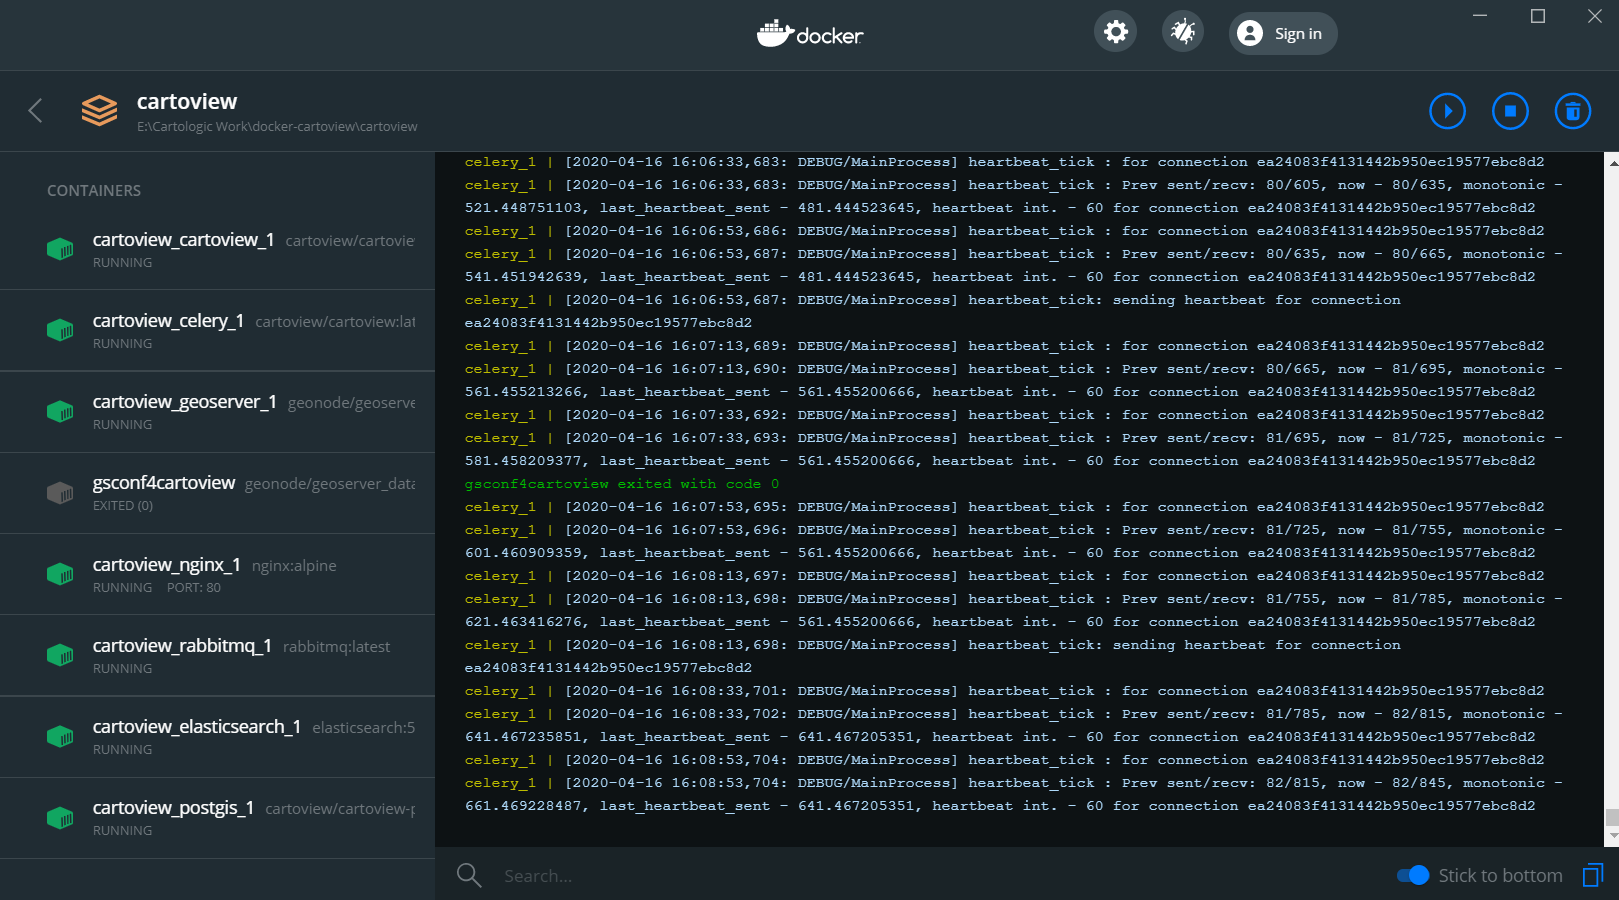 docker
Sign in
cartoview
E:\Cartologic Work\docker-cartoview\cartoview
CONTAINERS
cartoview_cartoview_1 cartoview/cartovie
RUNNING
cartoview_celery_1 cartoview/cartoview:lat
RUNNING
cartoview_geoserver_1 geonode/geoserve
RUNNING
gsconf4cartoview geonode/geoserver_data
EXITED (0)
cartoview_nginx_1 nginx:alpine
RUNNING PORT: 80
cartoview_rabbitmq_1 rabbitmq:latest
RUNNING
cartoview_elasticsearch_1 elasticsearch:5
RUNNING
cartoview_postgis_1 cartoview/cartoview-p
RUNNING
celery_1 | [2020-04-16 16:06:33,683: DEBUG/MainProcess] heartbeat_tick : for connection ea24083f4131442b950ec19577ebc8d2
celery_1 | [2020-04-16 16:06:33,683: DEBUG/MainProcess] heartbeat_tick : Prev sent/recv: 80/605, now - 80/635, monotonic -
521.448751103, last_heartbeat_sent - 481.444523645, heartbeat int. - 60 for connection ea24083f4131442b950ec19577ebc8d2
celery_1 | [2020-04-16 16:06:53,686: DEBUG/MainProcess] heartbeat_tick : for connection ea24083f4131442b950ec19577ebc8d2
celery_1 | [2020-04-16 16:06:53,687: DEBUG/MainProcess] heartbeat_tick : Prev sent/recv: 80/635, now - 80/665, monotonic -
541.451942639, last_heartbeat_sent - 481.444523645, heartbeat int. - 60 for connection ea24083f4131442b950ec19577ebc8d2
celery_1 | [2020-04-16 16:06:53,687: DEBUG/MainProcess] heartbeat_tick: sending heartbeat for connection
ea24083f4131442b950ec19577ebc8d2
celery_1 | [2020-04-16 16:07:13,689: DEBUG/MainProcess] heartbeat_tick : for connection ea24083f4131442b950ec19577ebc8d2
celery_1 | [2020-04-16 16:07:13,690: DEBUG/MainProcess] heartbeat_tick : Prev sent/recv: 80/665, now - 81/695, monotonic -
561.455213266, last_heartbeat_sent - 561.455200666, heartbeat int. - 60 for connection ea24083f4131442b950ec19577ebc8d2
celery_1 | [2020-04-16 16:07:33,692: DEBUG/MainProcess] heartbeat_tick : for connection ea24083f4131442b950ec19577ebc8d2
celery_1 | [2020-04-16 16:07:33,693: DEBUG/MainProcess] heartbeat_tick : Prev sent/recv: 81/695, now - 81/725, monotonic -
581.458209377, last_heartbeat_sent - 561.455200666, heartbeat int. - 60 for connection ea24083f4131442b950ec19577ebc8d2
gsconf4cartoview exited with code 0
celery_1 | [2020-04-16 16:07:53,695: DEBUG/MainProcess] heartbeat_tick : for connection ea24083f4131442b950ec19577ebc8d2
celery_1 | [2020-04-16 16:07:53,696: DEBUG/MainProcess] heartbeat_tick : Prev sent/recv: 81/725, now - 81/755, monotonic -
601.460909359, last_heartbeat_sent - 561.455200666, heartbeat int. - 60 for connection ea24083f4131442b950ec19577ebc8d2
celery_1 | [2020-04-16 16:08:13,697: DEBUG/MainProcess] heartbeat_tick : for connection ea24083f4131442b950ec19577ebc8d2
celery_1 | [2020-04-16 16:08:13,698: DEBUG/MainProcess] heartbeat_tick : Prev sent/recv: 81/755, now - 81/785, monotonic -
621.463416276, last_heartbeat_sent - 561.455200666, heartbeat int. - 60 for connection ea24083f4131442b950ec19577ebc8d2
celery_1 | [2020-04-16 16:08:13,698: DEBUG/MainProcess] heartbeat_tick: sending heartbeat for connection
ea24083f4131442b950ec19577ebc8d2
celery_1 | [2020-04-16 16:08:33,701: DEBUG/MainProcess] heartbeat_tick : for connection ea24083f4131442b950ec19577ebc8d2
celery_1 | [2020-04-16 16:08:33,702: DEBUG/MainProcess] heartbeat_tick : Prev sent/recv: 81/785, now - 82/815, monotonic -
641.467235851, last_heartbeat_sent - 641.467205351, heartbeat int. - 60 for connection ea24083f4131442b950ec19577ebc8d2
celery_1 | [2020-04-16 16:08:53,704: DEBUG/MainProcess] heartbeat_tick : for connection ea24083f4131442b950ec19577ebc8d2
celery_1 | [2020-04-16 16:08:53,704: DEBUG/MainProcess] heartbeat_tick : Prev sent/recv: 82/815, now - 82/845, monotonic -
661.469228487, last_heartbeat_sent - 641.467205351, heartbeat int. - 60 for connection ea24083f4131442b950ec19577ebc8d2
Search...
Stick to bottom